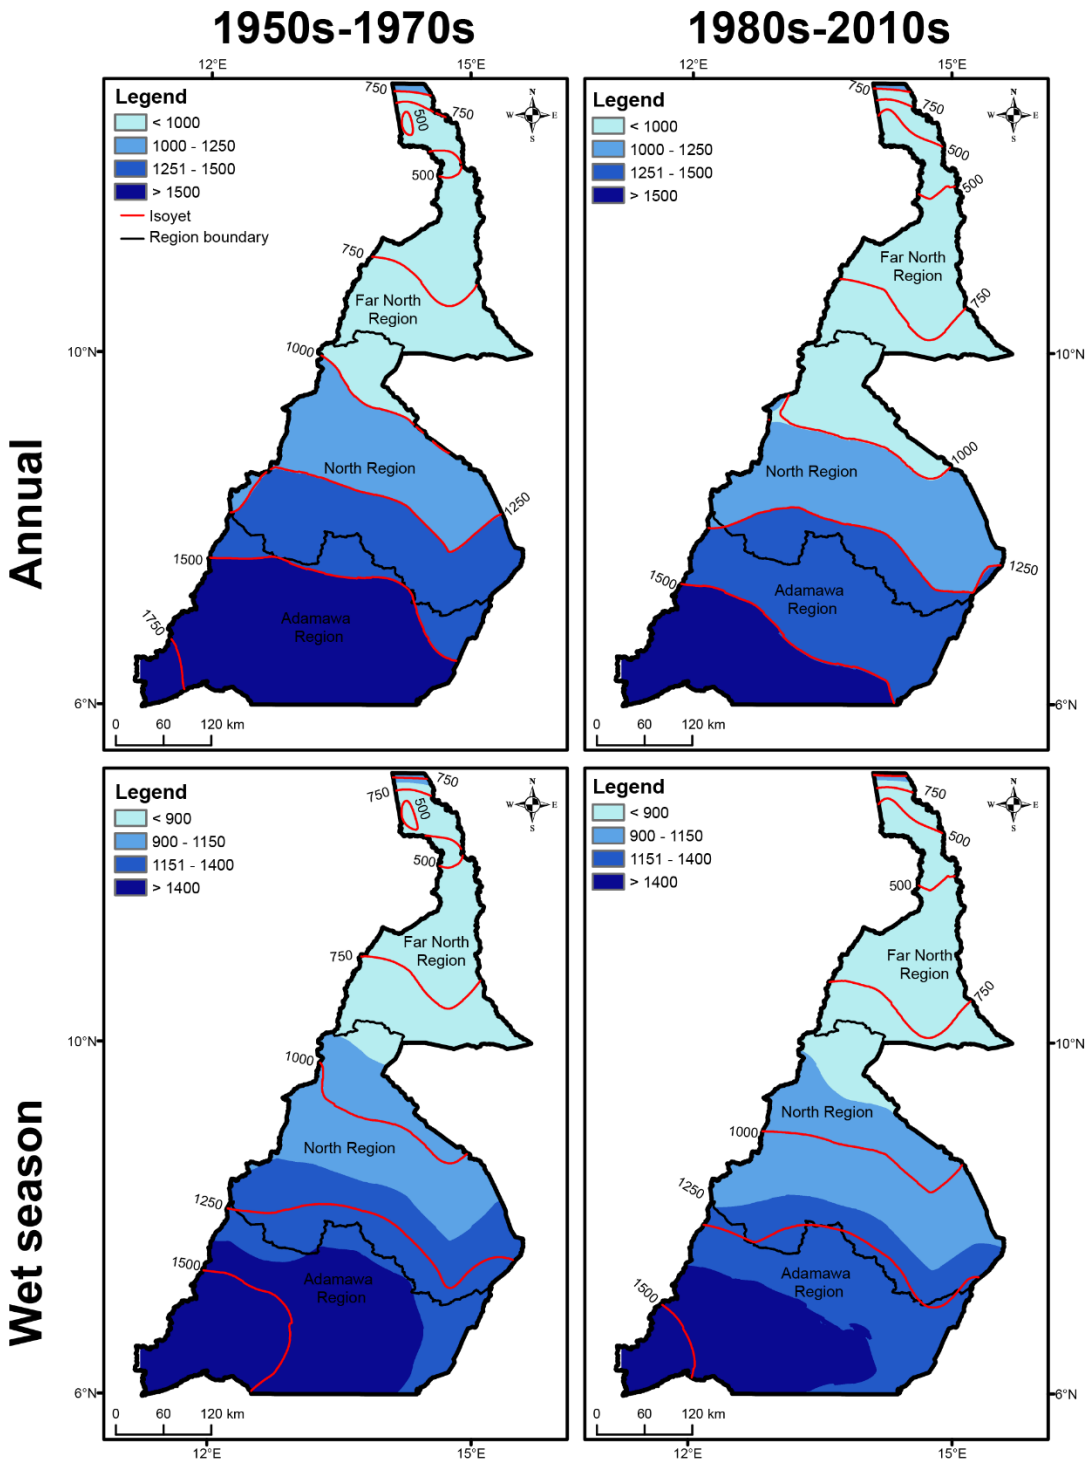 1950s-1970s
1980s-2010s
Annual
Wet season
12°E
15°E
Legend
< 1000
1000 - 1250
1251 - 1500
> 1500
Isoyet
Region boundary
N
W
E
S
750
750
500
500
750
Far North
Region
1000
10°N
North Region
1250
1500
Adamawa
Region
1750
6°N
0 60 120 km
12°E
15°E
Legend
< 1000
1000 - 1250
1251 - 1500
> 1500
N
W
E
S
750
750
500
500
Far North
Region
750
10°N
1000
North Region
1250
1500
Adamawa
Region
6°N
0 60 120 km
Legend
< 900
900 - 1150
1151 - 1400
> 1400
N
W
E
S
750
750
500
500
Far North
Region
750
10°N
1000
North Region
1250
1500
Adamawa
Region
6°N
0 60 120 km
12°E
15°E
Legend
< 900
900 - 1150
1151 - 1400
> 1400
N
W
E
S
750
500
500
Far North
Region
750
10°N
North Region
1000
1250
Adamawa
Region
1500
6°N
0 60 120 km
12°E
15°E